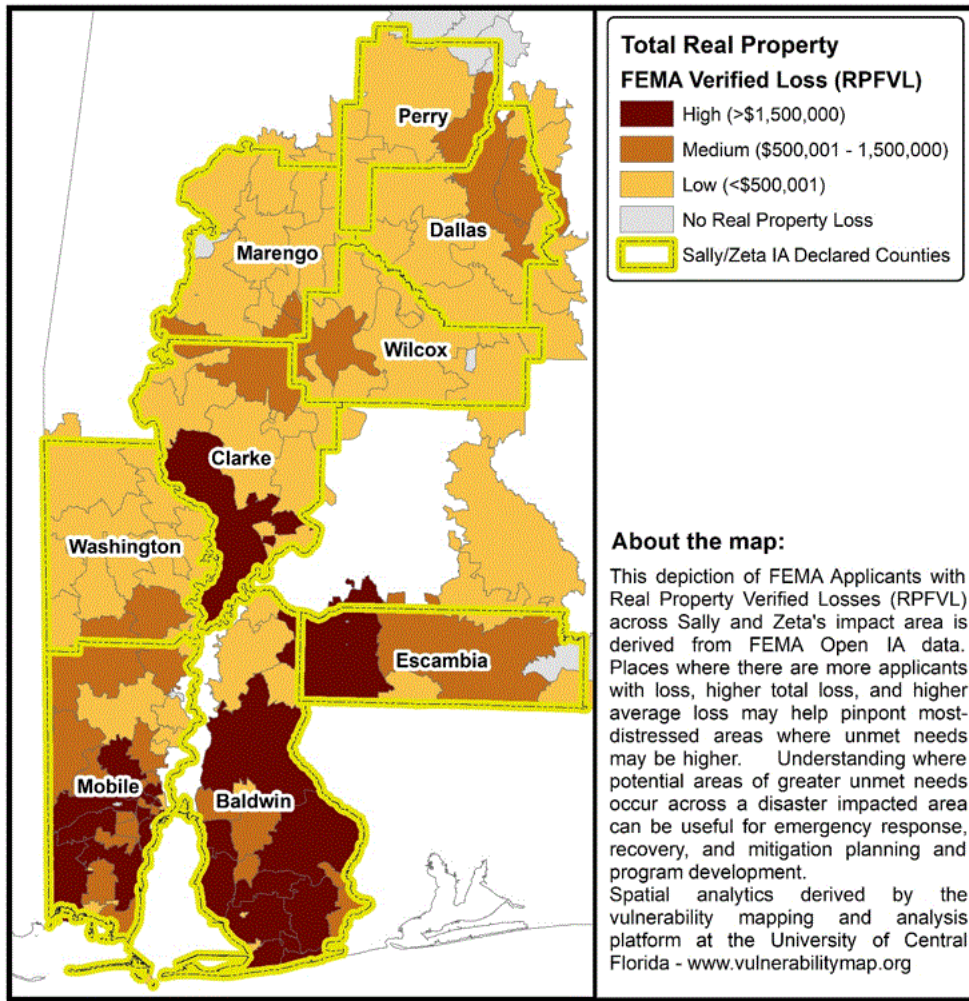 Total Real Property
FEMA Verified Loss (RPFVL)
High (>$1,500,000)
Medium ($500,001 - 1,500,000)
Low (<$500,001)
No Real Property Loss
Sally/Zeta IA Declared Counties
Perry
Dallas
Marengo
Wilcox
Clarke
Washington
Escambia
Mobile
Baldwin
About the map:
This depiction of FEMA Applicants with
Real Property Verified Losses (RPFVL)
across Sally and Zeta's impact area is
derived from FEMA Open IA data.
Places where there are more applicants
with loss, higher total loss, and higher
average loss may help pinpont most-
distressed areas where unmet needs
may be higher. Understanding where
potential areas of greater unmet needs
occur across a disaster impacted area
can be useful for emergency response,
recovery, and mitigation planning and
program development.
Spatial analytics derived by the
vulnerability mapping and analysis
platform at the University of Central
Florida - www.vulnerabilitymap.org